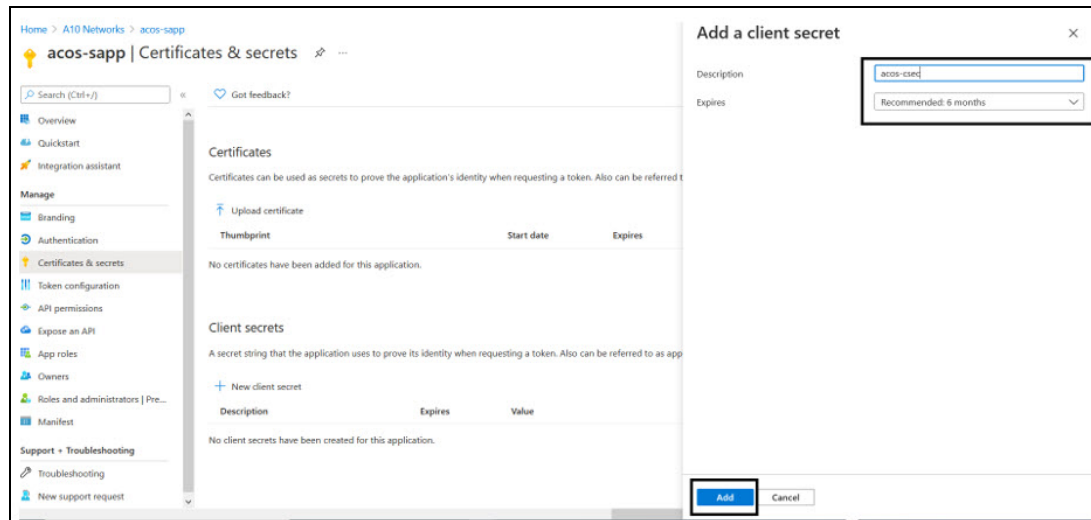 Home > A10 Networks > acos-sapp
acos-sapp | Certificates & secrets
Search (Ctrl+/)
Overview
Quickstart
Integration assistant
Manage
Branding
Authentication
Certificates & secrets
Token configuration
API permissions
Expose an API
App roles
Owners
Roles and administrators | Pre...
Manifest
Support + Troubleshooting
Troubleshooting
New support request
Got feedback?
Certificates
Certificates can be used as secrets to prove the application's identity when requesting a token. Also can be referred t
Upload certificate
Thumbprint Start date Expires
No certificates have been added for this application.
Client secrets
A secret string that the application uses to prove its identity when requesting a token. Also can be referred to as app
New client secret
Description Expires Value
No client secrets have been created for this application.
Add a client secret
Description acos-csec
Expires Recommended: 6 months
Add Cancel